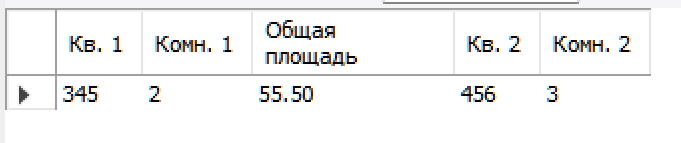 Кв. 1 Комн. 1 Общая площадь Кв. 2 Комн. 2
345 2 55.50 456 3